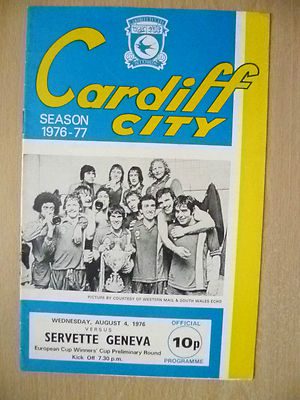 Cardiff
CITY
SEASON
1976-77
PICTURE BY COURTESY OF WESTERN MAIL & SOUTH WALES ECHO
WEDNESDAY, AUGUST 4, 1976
VERSUS
SERVETTE GENEVA
European Cup Winners' Cup Preliminary Round
Kick Off 7.30 p.m.
OFFICIAL
10p
PROGRAMME